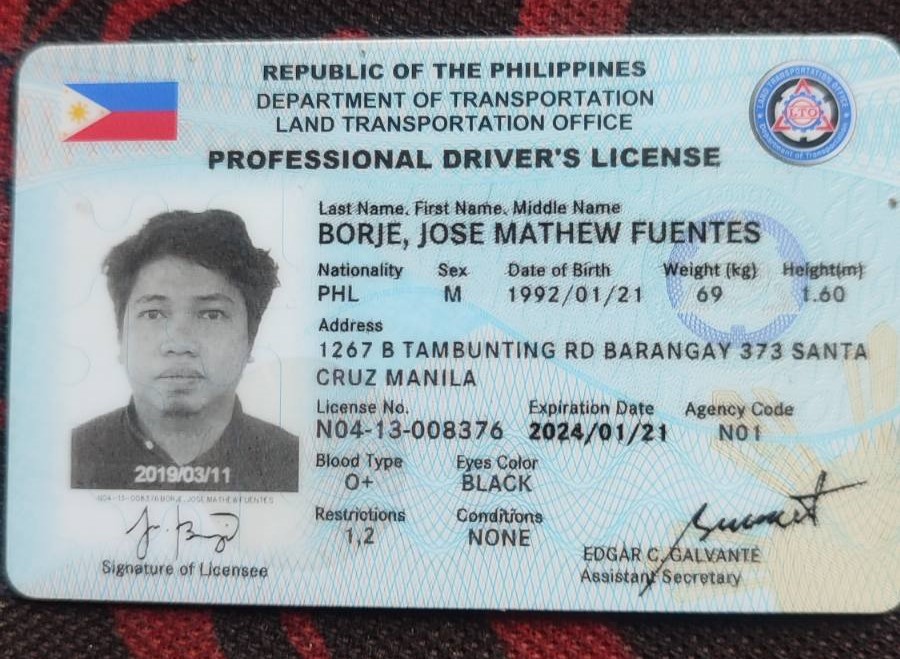 REPUBLIC OF THE PHILIPPINES
DEPARTMENT OF TRANSPORTATION
LAND TRANSPORTATION OFFICE
PROFESSIONAL DRIVER'S LICENSE
LAND TRANSPORTATION OFFICE
LTO
Department of Transportation
Last Name, First Name, Middle Name
BORJE, JOSE MATHEW FUENTES
Nationality Sex Date of Birth Weight (kg) Height(m)
PHL M 1992/01/21 69 1.60
Address
1267 B TAMBUNTING RD BARANGAY 373 SANTA
CRUZ MANILA
License No. Expiration Date Agency Code
N04-13-008376 2024/01/21 N01
Blood Type Eyes Color
O+ BLACK
Restrictions Conditions
1,2 NONE
2019/03/11
N04-13-008376 BORJE, JOSE MATHEW FUENTES
Signature of Licensee
EDGAR C. GALVANTE
Assistant Secretary